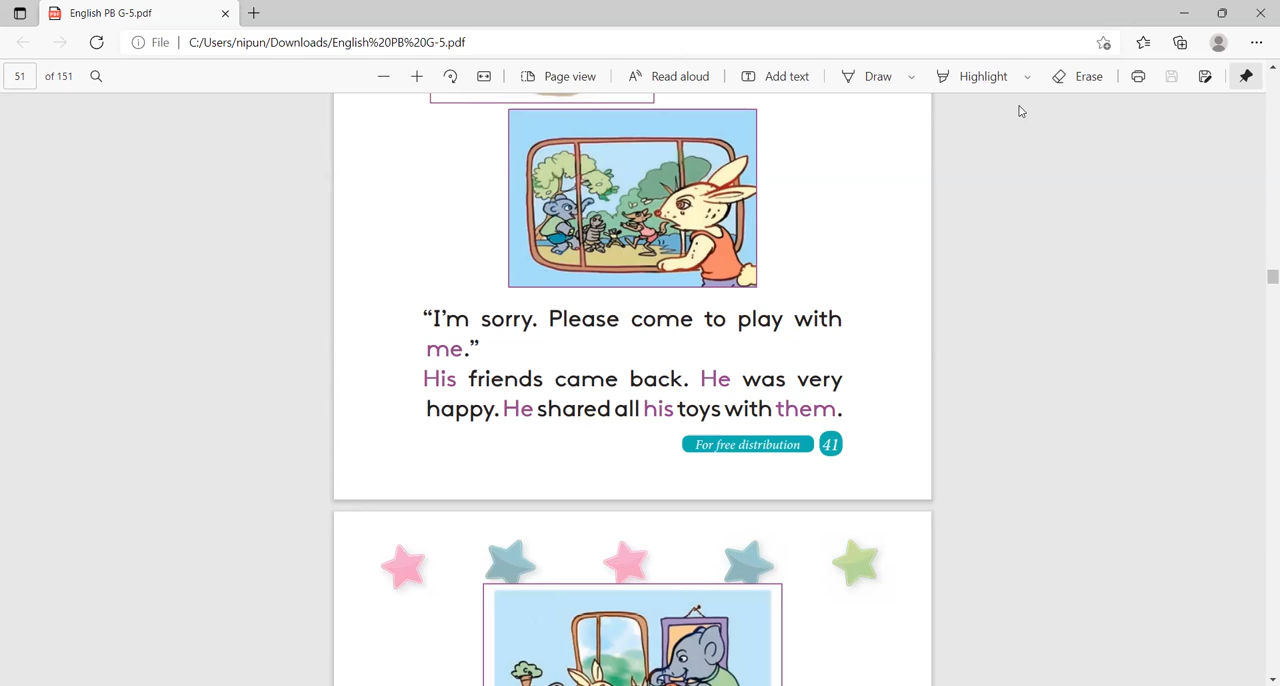 English PB G-5.pdf
File | C:/Users/nipun/Downloads/English%20PB%20G-5.pdf
51 of 151 Page view Read aloud Add text Draw Highlight Erase
“I’m sorry. Please come to play with
me.”
His friends came back. He was very
happy. He shared all his toys with them.
For free distribution 41